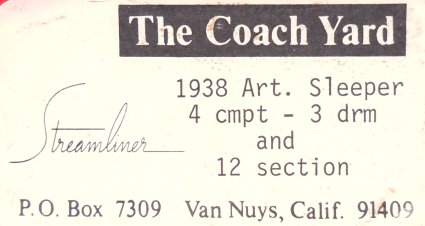 The Coach Yard
1938 Art. Sleeper
4 cmpt - 3 drm
and
12 section
Streamliner
P.O. Box 7309 Van Nuys, Calif. 91409